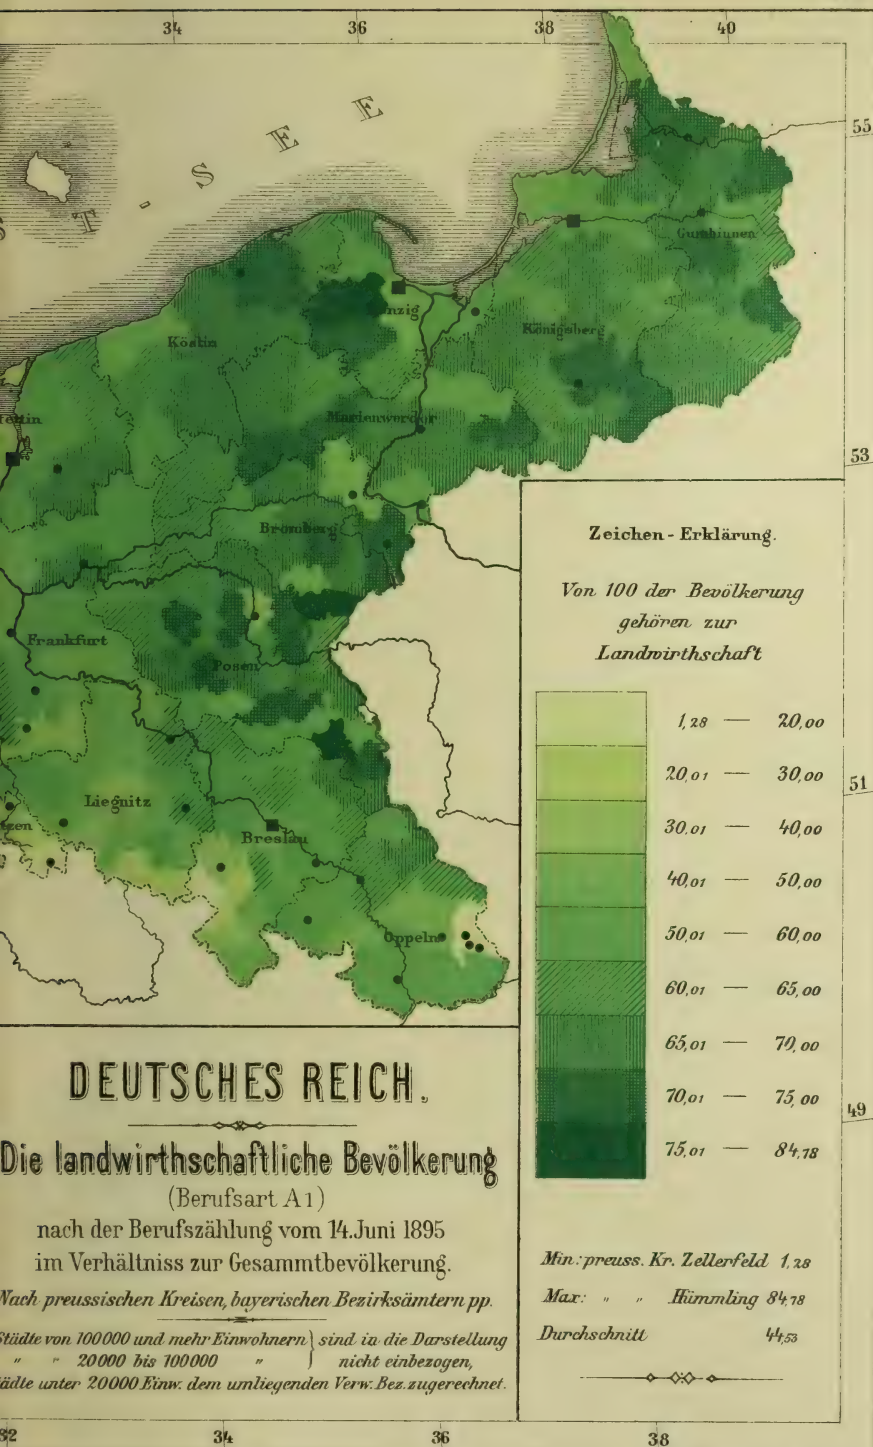 34 36 38 40
55
T - S E E
Gumbinnen
nzig
Königsberg
Köslin
Marienwerder
ttin
53
Bromberg
Frankfurt
Posen
Liegnitz
tzen
Breslau
Oppeln
51
49
Zeichen - Erklärung.
Von 100 der Bevölkerung
gehören zur
Landwirthschaft
1,28 — 20,00
20,01 — 30,00
30,01 — 40,00
40,01 — 50,00
50,01 — 60,00
60,01 — 65,00
65,01 — 70,00
70,01 — 75,00
75,01 — 84,78
Min.: preuss. Kr. Zellerfeld 1,28
Max: " " Hümmling 84,78
Durchschnitt 44,53
DEUTSCHES REICH.
Die landwirthschaftliche Bevölkerung
(Berufsart A 1)
nach der Berufszählung vom 14. Juni 1895
im Verhältniss zur Gesammtbevölkerung.
Nach preussischen Kreisen, bayerischen Bezirksämtern pp.
Städte von 100000 und mehr Einwohnern } sind in die Darstellung
" " 20000 bis 100000 " } nicht einbezogen,
ädte unter 20000 Einw. dem umliegenden Verw. Bez. zugerechnet.
32 34 36 38